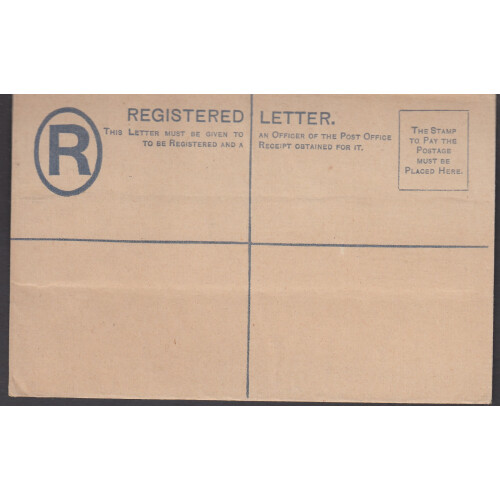 R
REGISTERED LETTER.
THIS LETTER MUST BE GIVEN TO AN OFFICER OF THE POST OFFICE
TO BE REGISTERED AND A RECEIPT OBTAINED FOR IT.
THE STAMP
TO PAY THE
POSTAGE
MUST BE
PLACED HERE.